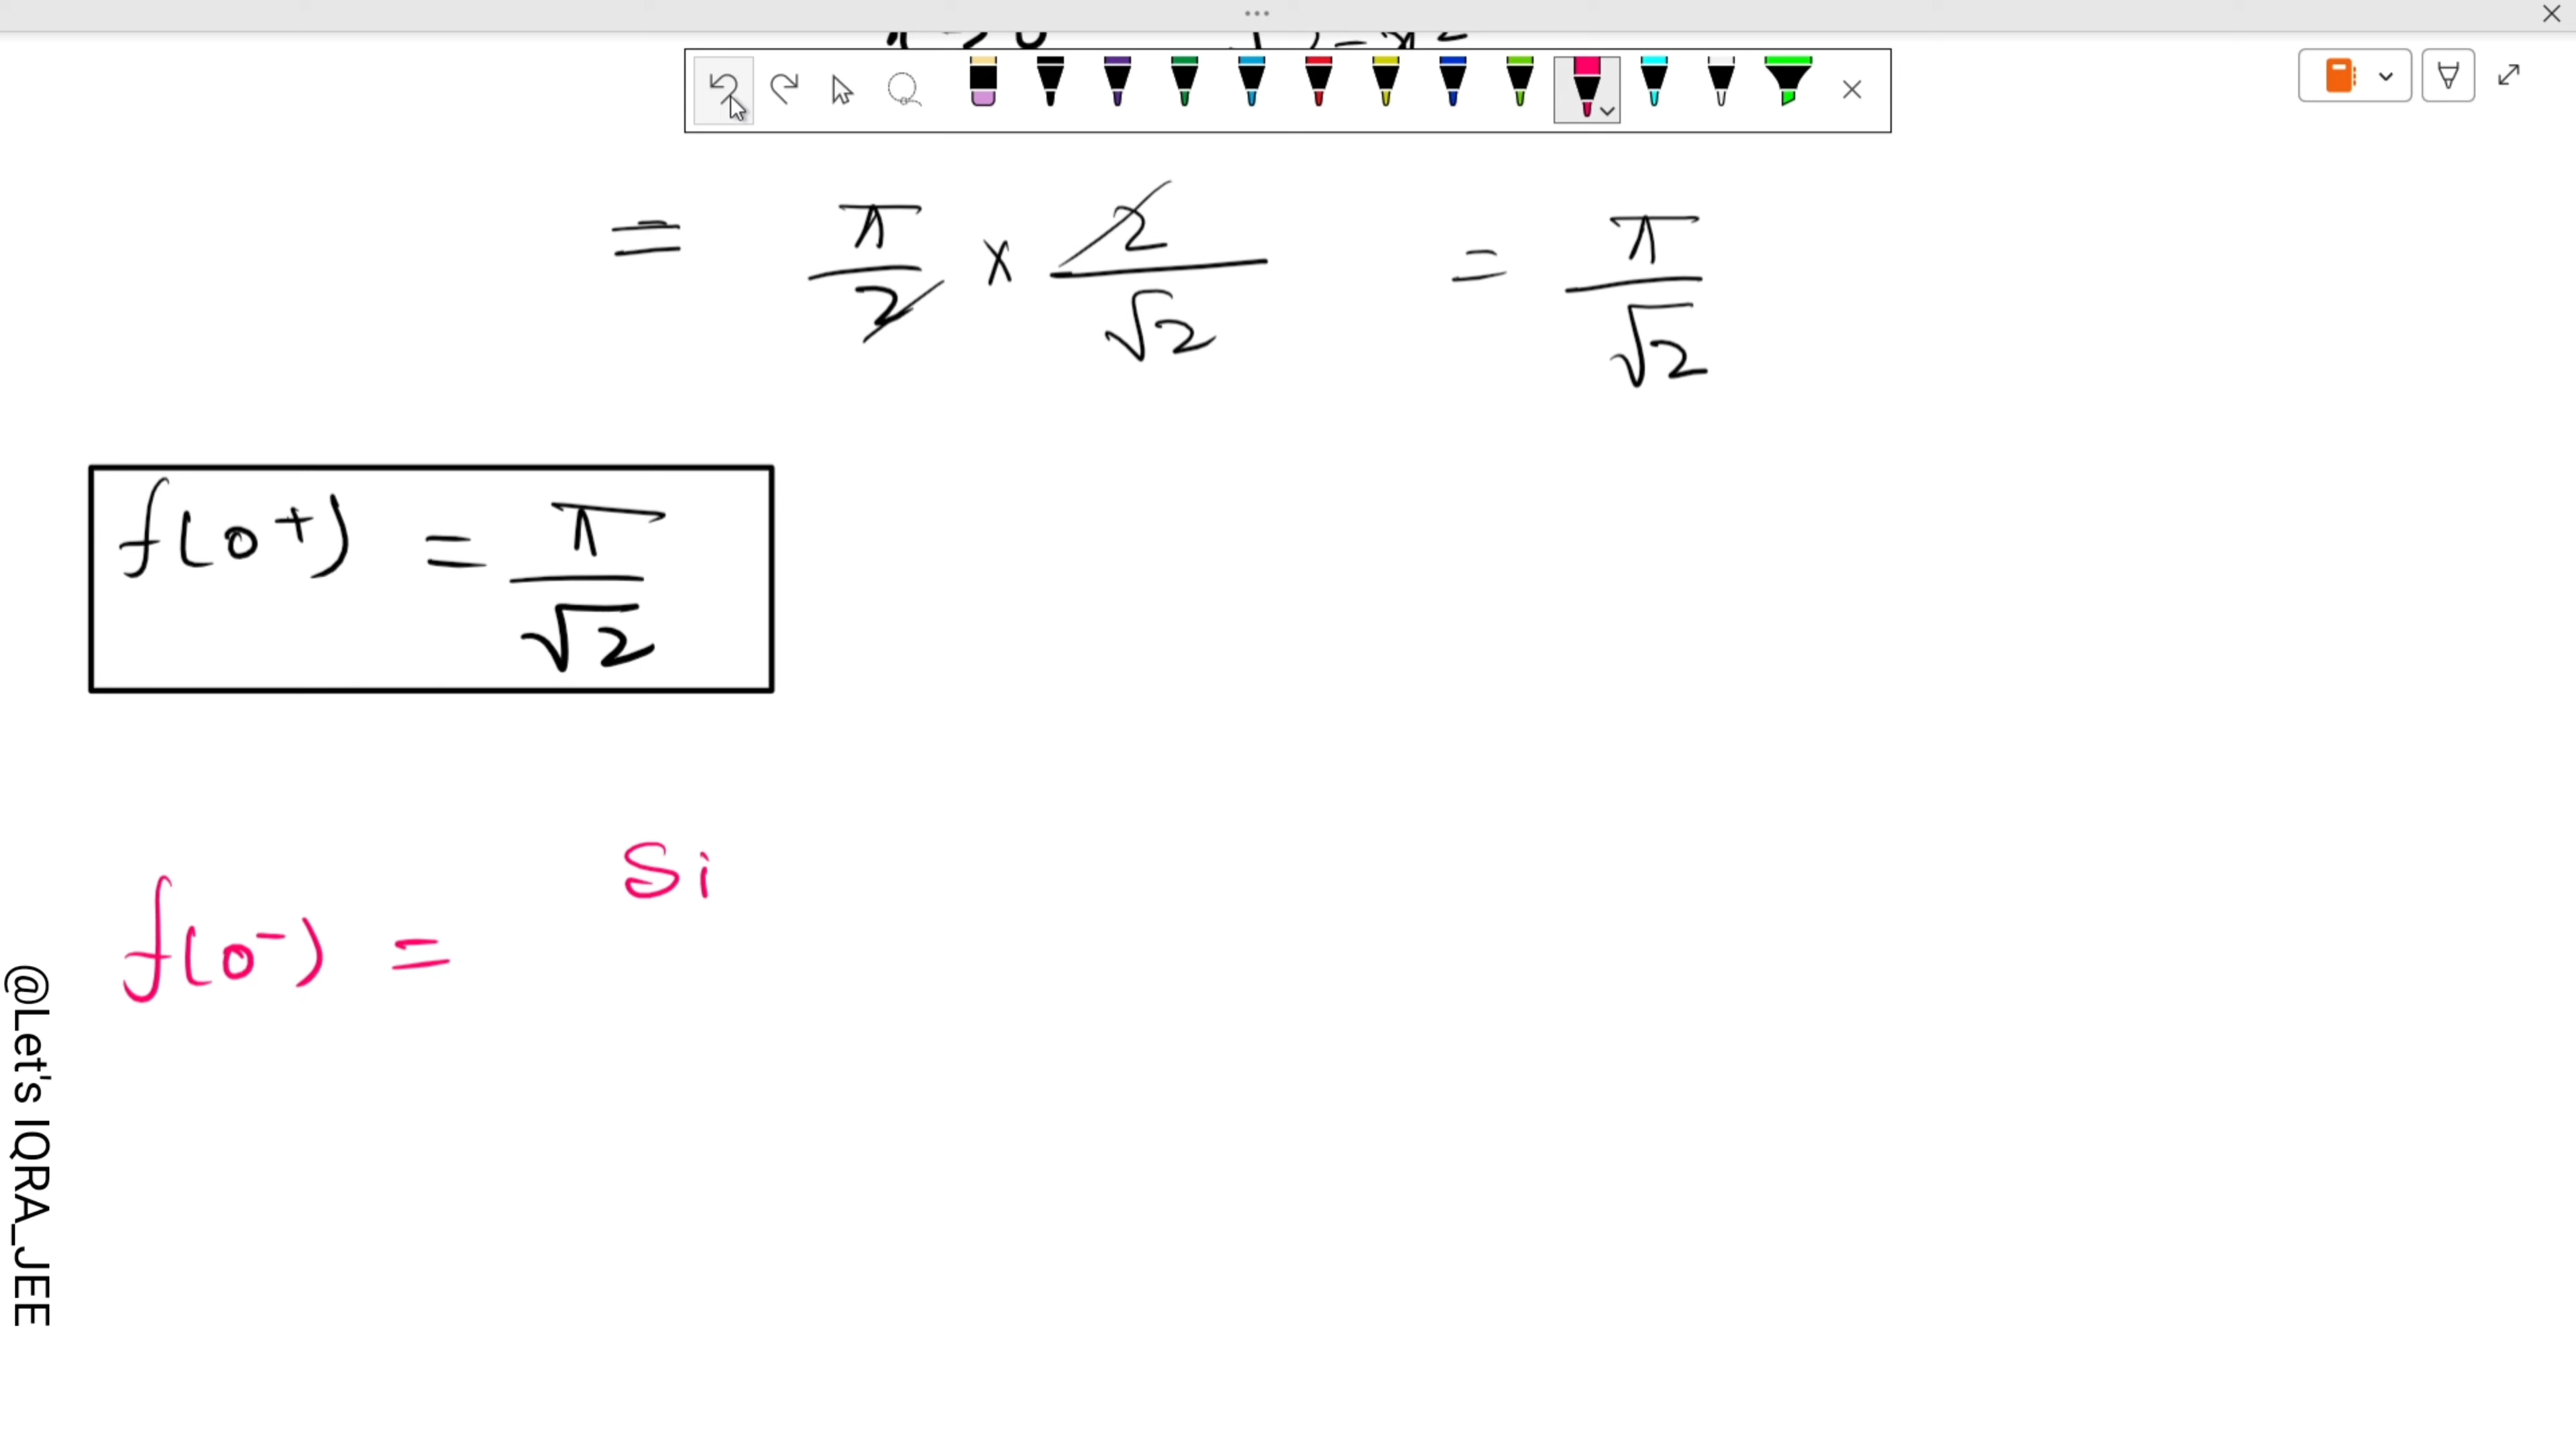 = π/2 × 2/√2 = π/√2
f(0+) = π/√2
Si
f(0-) =
@Let's IQRA_JEE